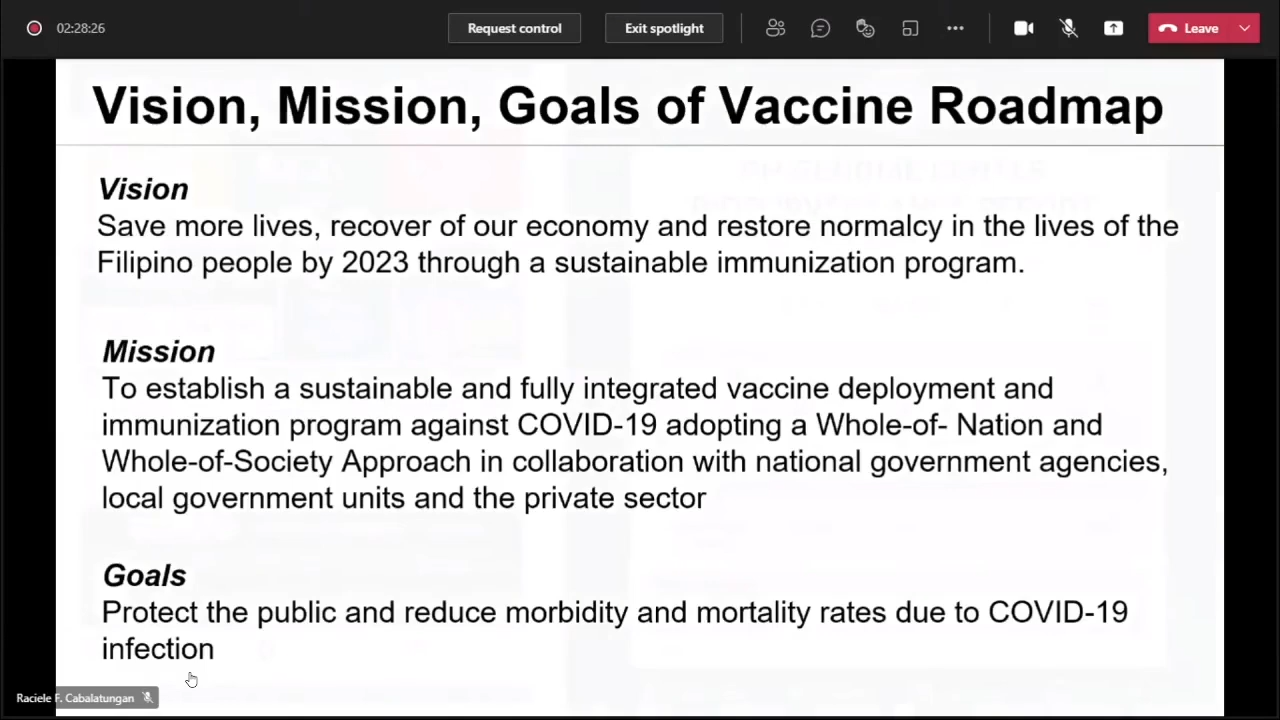 02:28:26
Request control
Exit spotlight
Leave
Vision, Mission, Goals of Vaccine Roadmap
Vision
Save more lives, recover of our economy and restore normalcy in the lives of the
Filipino people by 2023 through a sustainable immunization program.
Mission
To establish a sustainable and fully integrated vaccine deployment and
immunization program against COVID-19 adopting a Whole-of- Nation and
Whole-of-Society Approach in collaboration with national government agencies,
local government units and the private sector
Goals
Protect the public and reduce morbidity and mortality rates due to COVID-19
infection
Raciele F. Cabalatungan